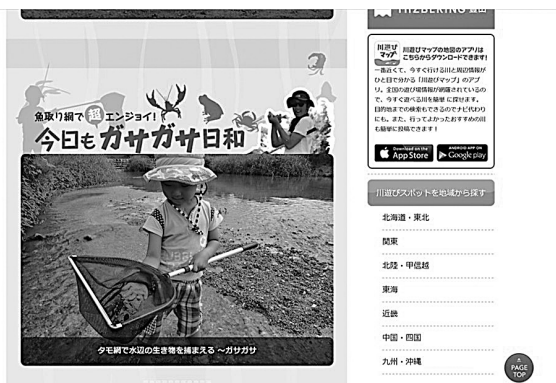 魚取り網で超エンジョイ!
今日もガサガサ日和
タモ網で水辺の生き物を捕まえる 〜ガサガサ
MIZBERING
川遊び
マップ
川遊びマップの地図のアプリは
こちらからダウンロードできます!
一番近くて、今すぐ行ける川と周辺情報が
ひと目で分かる「川遊びマップ」のアプ
リ。全国の遊び場情報が網羅されているの
で、今すぐ遊べる川を簡単に探せます。
目的地までの検索もできるのでナビ代わり
にも。また、行ってよかったおすすめの川
も簡単に投稿できます!
Download on the
App Store
ANDROID APP ON
Google play
川遊びスポットを地域から探す
北海道・東北
関東
北陸・甲信越
東海
近畿
中国・四国
九州・沖縄
PAGE
TOP